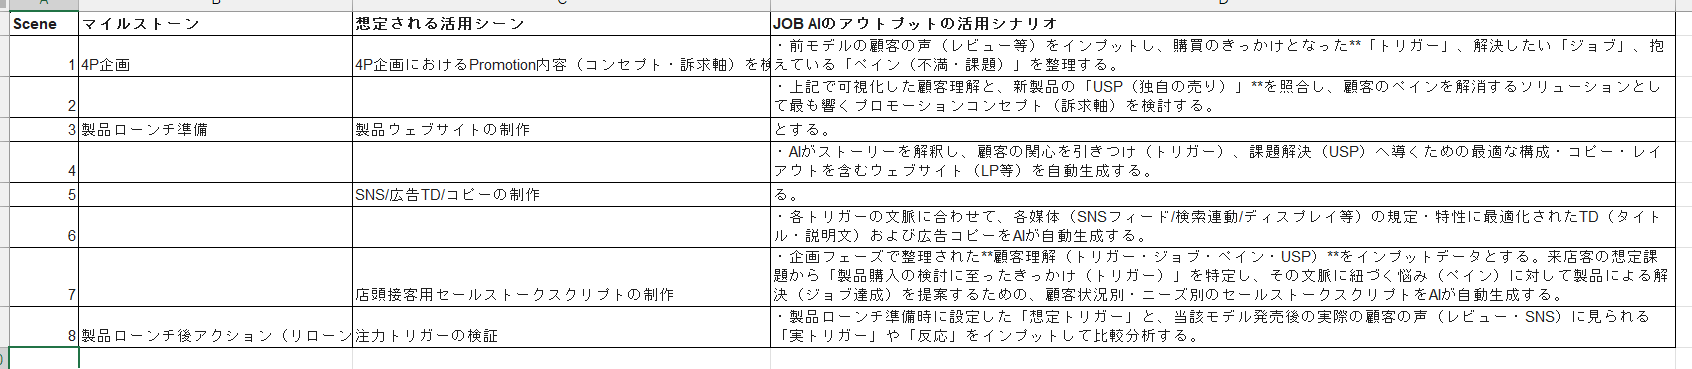 Scene マイルストーン 想定される活用シーン JOB AIのアウトプットの活用シナリオ
・前モデルの顧客の声（レビュー等）をインプットし、購買のきっかけとなった**「トリガー」、解決したい「ジョブ」、抱
1 4P企画 4P企画におけるPromotion内容（コンセプト・訴求軸）を検 えている「ペイン（不満・課題）」を整理する。
・上記で可視化した顧客理解と、新製品の「USP（独自の売り）」**を照合し、顧客のペインを解消するソリューションとし
2 て最も響くプロモーションコンセプト（訴求軸）を検討する。
3 製品ローンチ準備 製品ウェブサイトの制作 とする。
・AIがストーリーを解釈し、顧客の関心を引きつけ（トリガー）、課題解決（USP）へ導くための最適な構成・コピー・レイ
4 アウトを含むウェブサイト（LP等）を自動生成する。
5 SNS/広告TD/コピーの制作 る。
・各トリガーの文脈に合わせて、各媒体（SNSフィード/検索連動/ディスプレイ等）の規定・特性に最適化されたTD（タイト
6 ル・説明文）および広告コピーをAIが自動生成する。
・企画フェーズで整理された**顧客理解（トリガー・ジョブ・ペイン・USP）**をインプットデータとする。来店客の想定課
題から「製品購入の検討に至ったきっかけ（トリガー）」を特定し、その文脈に紐づく悩み（ペイン）に対して製品による解
7 店頭接客用セールストークスクリプトの制作 決（ジョブ達成）を提案するための、顧客状況別・ニーズ別のセールストークスクリプトをAIが自動生成する。
・製品ローンチ準備時に設定した「想定トリガー」と、当該モデル発売後の実際の顧客の声（レビュー・SNS）に見られる
8 製品ローンチ後アクション（リローン 注力トリガーの検証 「実トリガー」や「反応」をインプットして比較分析する。